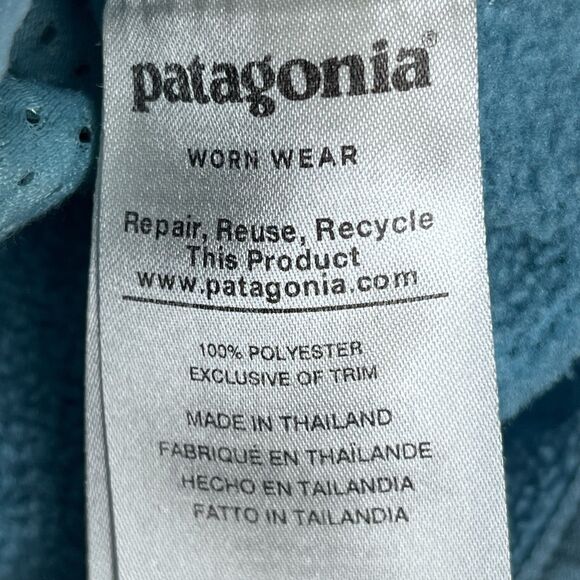 patagonia®
WORN WEAR
Repair, Reuse, Recycle
This Product
www.patagonia.com
100% POLYESTER
EXCLUSIVE OF TRIM
MADE IN THAILAND
FABRIQUÉ EN THAÏLANDE
HECHO EN TAILANDIA
FATTO IN TAILANDIA